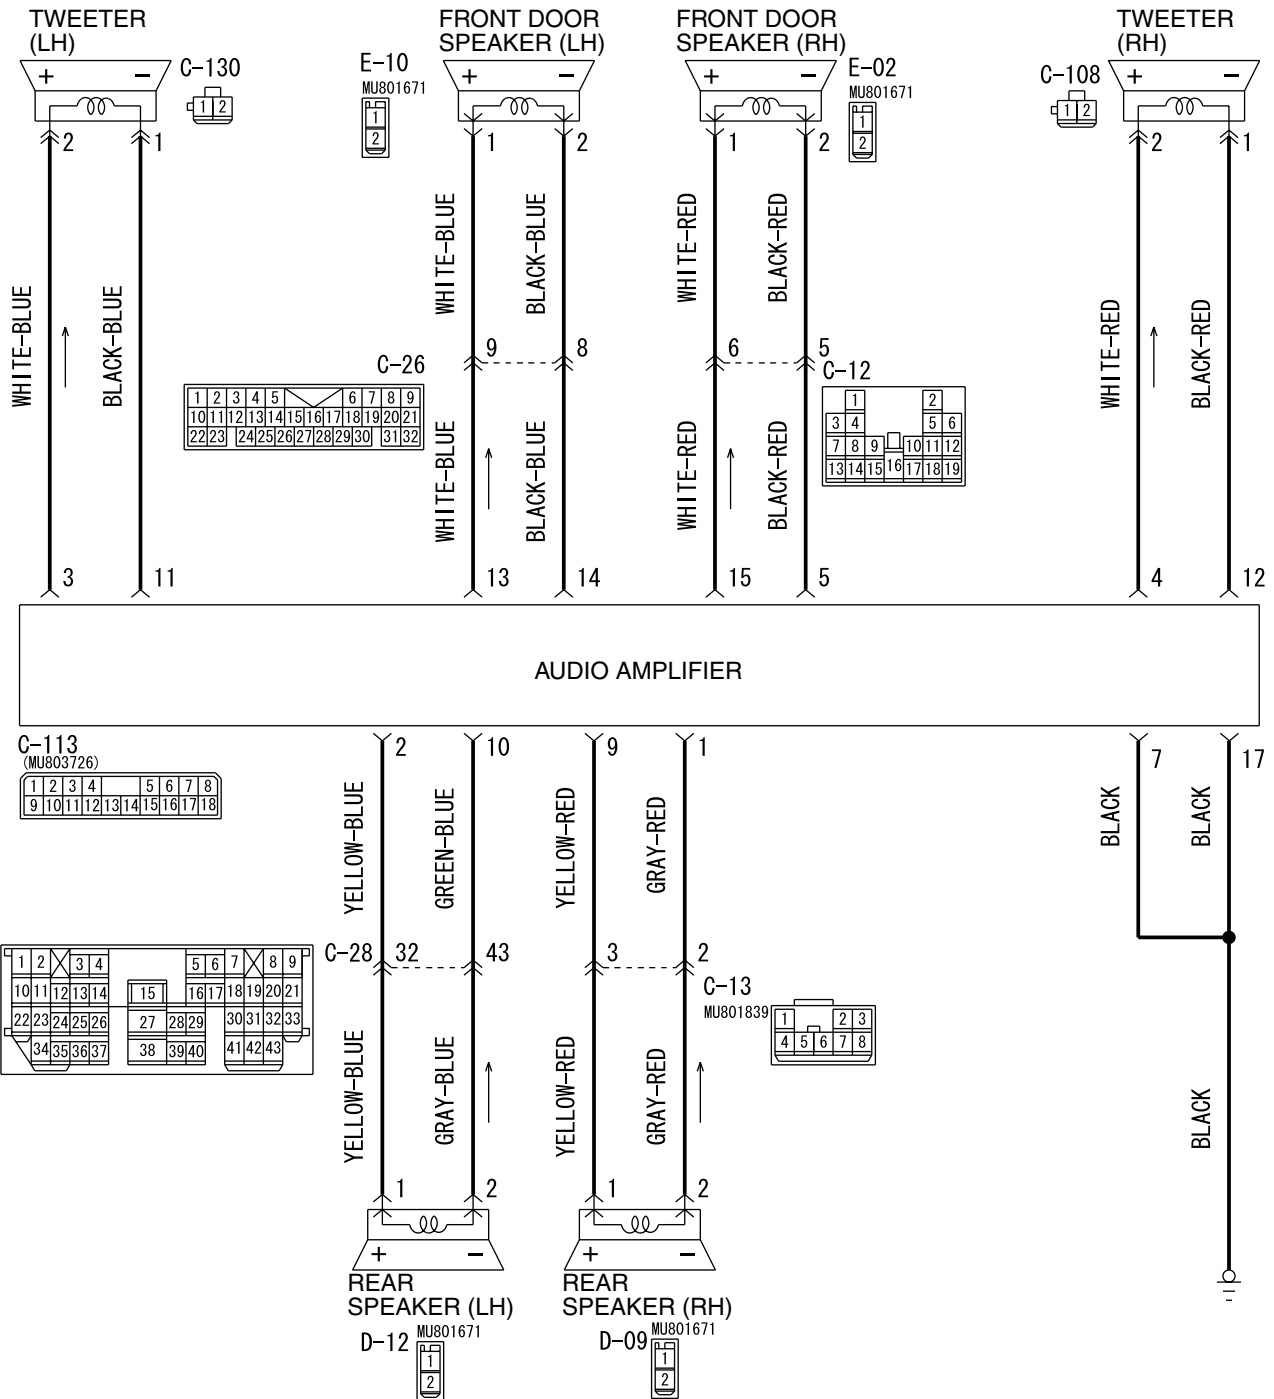 TWEETER (LH)
FRONT DOOR SPEAKER (LH)
FRONT DOOR SPEAKER (RH)
TWEETER (RH)
+ −
C-130
1 2
E-10
MU801671
1
2
+ −
+ −
E-02
MU801671
1
2
C-108
1 2
+ −
2 1
1 2
1 2
2 1
WHITE-BLUE
BLACK-BLUE
WHITE-BLUE
BLACK-BLUE
WHITE-RED
BLACK-RED
WHITE-RED
BLACK-RED
C-26
9 8
6 5
C-12
1 2 3 4 5 6 7 8 9
10 11 12 13 14 15 16 17 18 19 20 21
22 23 24 25 26 27 28 29 30 31 32
1 2
3 4 5 6
7 8 9 10 11 12
13 14 15 16 17 18 19
WHITE-BLUE
BLACK-BLUE
WHITE-RED
BLACK-RED
3 11 13 14 15 5 4 12
AUDIO AMPLIFIER
C-113
(MU803726)
1 2 3 4 5 6 7 8
9 10 11 12 13 14 15 16 17 18
2 10 9 1 7 17
YELLOW-BLUE
GREEN-BLUE
YELLOW-RED
GRAY-RED
BLACK
BLACK
C-28
32 43
3 2
C-13
MU801839
1 2 3
4 5 6 7 8
1 2 3 4 5 6 7 8 9
10 11 12 13 14 15 16 17 18 19 20 21
22 23 24 25 26 27 28 29 30 31 32 33
34 35 36 37 38 39 40 41 42 43
YELLOW-BLUE
GRAY-BLUE
YELLOW-RED
GRAY-RED
BLACK
1 2
1 2
+ −
+ −
REAR SPEAKER (LH)
REAR SPEAKER (RH)
D-12
MU801671
1
2
D-09
MU801671
1
2